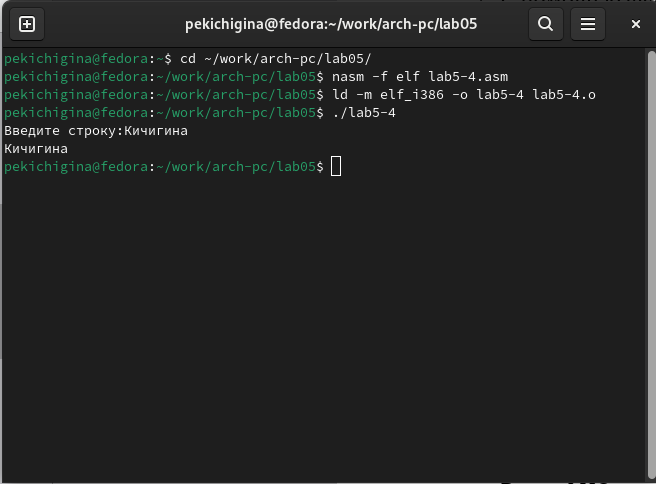 pekichigina@fedora:~/work/arch-pc/lab05
pekichigina@fedora:~$ cd ~/work/arch-pc/lab05/
pekichigina@fedora:~/work/arch-pc/lab05$ nasm -f elf lab5-4.asm
pekichigina@fedora:~/work/arch-pc/lab05$ ld -m elf_i386 -o lab5-4 lab5-4.o
pekichigina@fedora:~/work/arch-pc/lab05$ ./lab5-4
Введите строку:Кичигина
Кичигина
pekichigina@fedora:~/work/arch-pc/lab05$